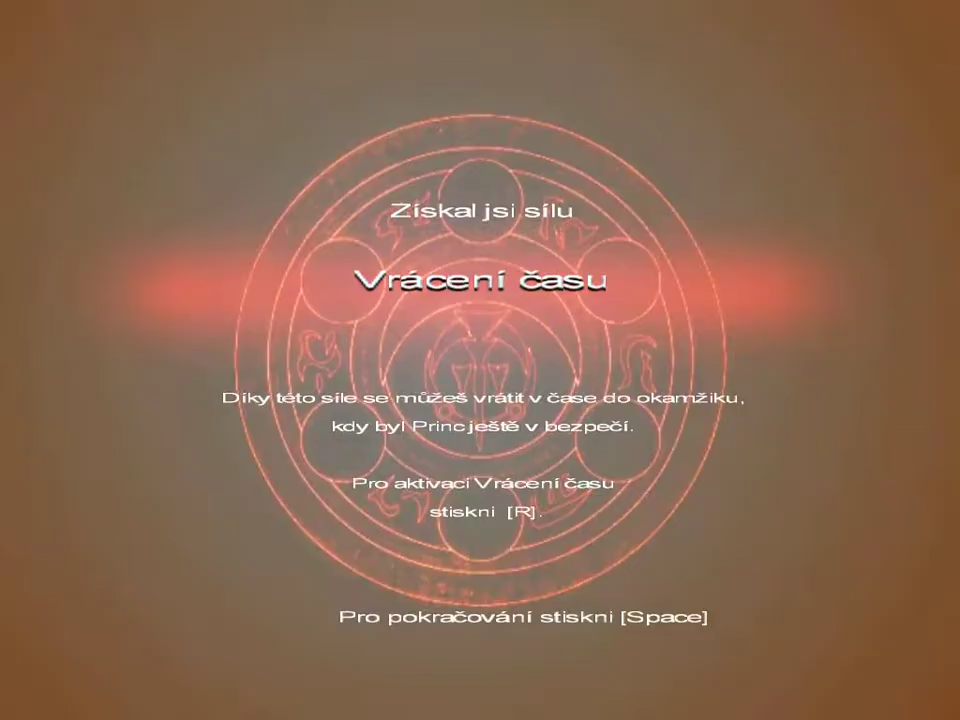 Získal jsi sílu
Vrácení času
Díky této síle se můžeš vrátit v čase do okamžiku,
kdy byl Princ ještě v bezpečí.
Pro aktivaci Vrácení času
stiskni [R].
Pro pokračování stiskni [Space]